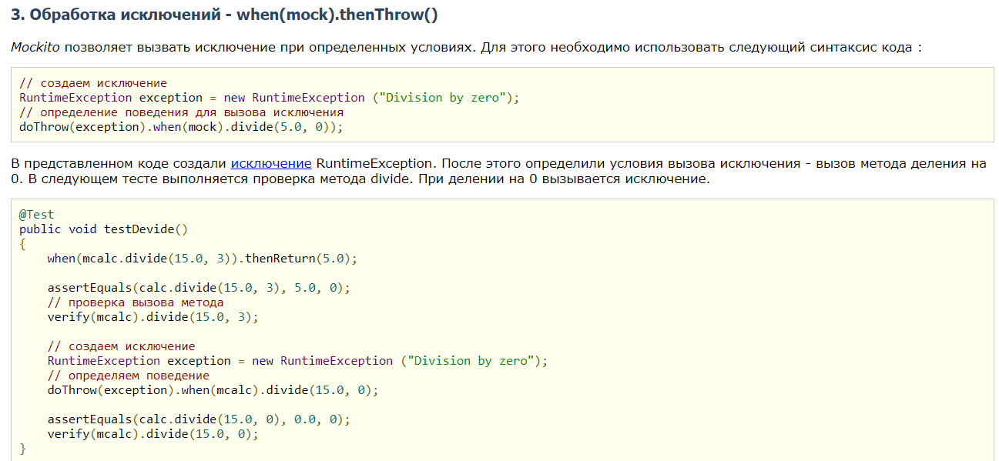 3. Обработка исключений - when(mock).thenThrow()
Mockito позволяет вызвать исключение при определенных условиях. Для этого необходимо использовать следующий синтаксис кода :
// создаем исключение
RuntimeException exception = new RuntimeException ("Division by zero");
// определение поведения для вызова исключения
doThrow(exception).when(mock).divide(5.0, 0));
В представленном коде создали исключение RuntimeException. После этого определили условия вызова исключения - вызов метода деления на
0. В следующем тесте выполняется проверка метода divide. При делении на 0 вызывается исключение.
@Test
public void testDevide()
{
    when(mcalc.divide(15.0, 3)).thenReturn(5.0);
    assertEquals(calc.divide(15.0, 3), 5.0, 0);
    // проверка вызова метода
    verify(mcalc).divide(15.0, 3);
    // создаем исключение
    RuntimeException exception = new RuntimeException ("Division by zero");
    // определяем поведение
    doThrow(exception).when(mcalc).divide(15.0, 0);
    assertEquals(calc.divide(15.0, 0), 0.0, 0);
    verify(mcalc).divide(15.0, 0);
}